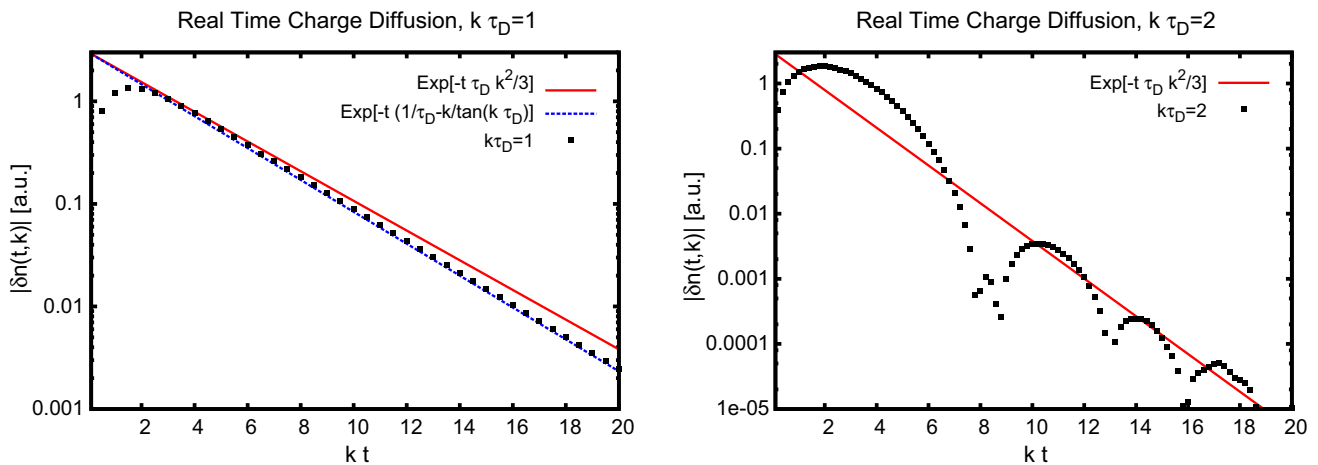 Real Time Charge Diffusion, k τ_D=1
Exp[-t τ_D k^2/3]
Exp[-t (1/τ_D-k/tan(k τ_D)]
kτ_D=1
|δn(t,k)| [a.u.]
1
0.1
0.01
0.001
2 4 6 8 10 12 14 16 18 20
k t
Real Time Charge Diffusion, k τ_D=2
Exp[-t τ_D k^2/3]
kτ_D=2
|δn(t,k)| [a.u.]
1
0.1
0.01
0.001
0.0001
1e-05
2 4 6 8 10 12 14 16 18 20
k t